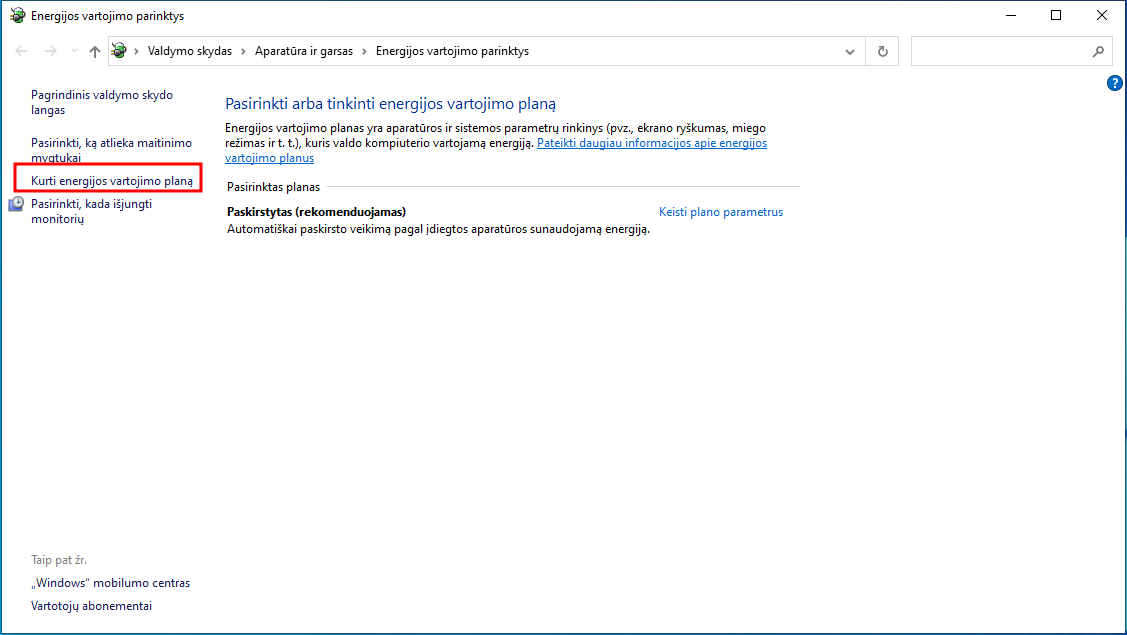 Energijos vartojimo parinktys
Valdymo skydas › Aparatūra ir garsas › Energijos vartojimo parinktys
Pagrindinis valdymo skydo
langas
Pasirinkti, ką atlieka maitinimo
mygtukai
Kurti energijos vartojimo planą
Pasirinkti, kada išjungti
monitorių
Pasirinkti arba tinkinti energijos vartojimo planą
Energijos vartojimo planas yra aparatūros ir sistemos parametrų rinkinys (pvz., ekrano ryškumas, miego
režimas ir t. t.), kuris valdo kompiuterio vartojamą energiją. Pateikti daugiau informacijos apie energijos
vartojimo planus
Pasirinktas planas
Paskirstytas (rekomenduojamas) Keisti plano parametrus
Automatiškai paskirsto veikimą pagal įdiegtos aparatūros sunaudojamą energiją.
Taip pat žr.
„Windows“ mobilumo centras
Vartotojų abonementai